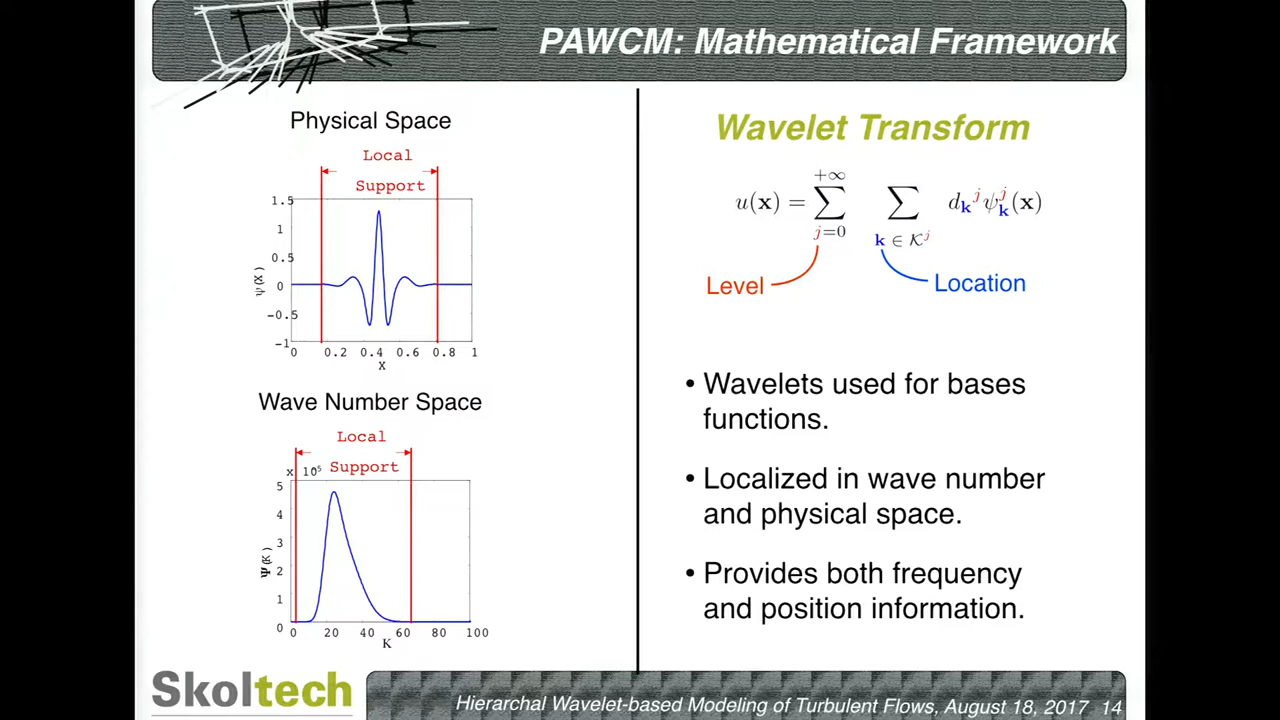 PAWCM: Mathematical Framework
Physical Space
Local
Support
1.5
1
0.5
0
-0.5
-1
ψ(X)
0 0.2 0.4 0.6 0.8 1
X
Wave Number Space
Local
Support
x 10⁵
5
4
3
2
1
0
Ψ(K)
0 20 40 60 80 100
K
Wavelet Transform
u(x) = ∑_{j=0}^{+∞} ∑_{k ∈ 𝒦^j} d_k^j ψ_k^j(x)
Level
Location
• Wavelets used for bases
functions.
• Localized in wave number
and physical space.
• Provides both frequency
and position information.
Skoltech
Hierarchal Wavelet-based Modeling of Turbulent Flows, August 18, 2017 14